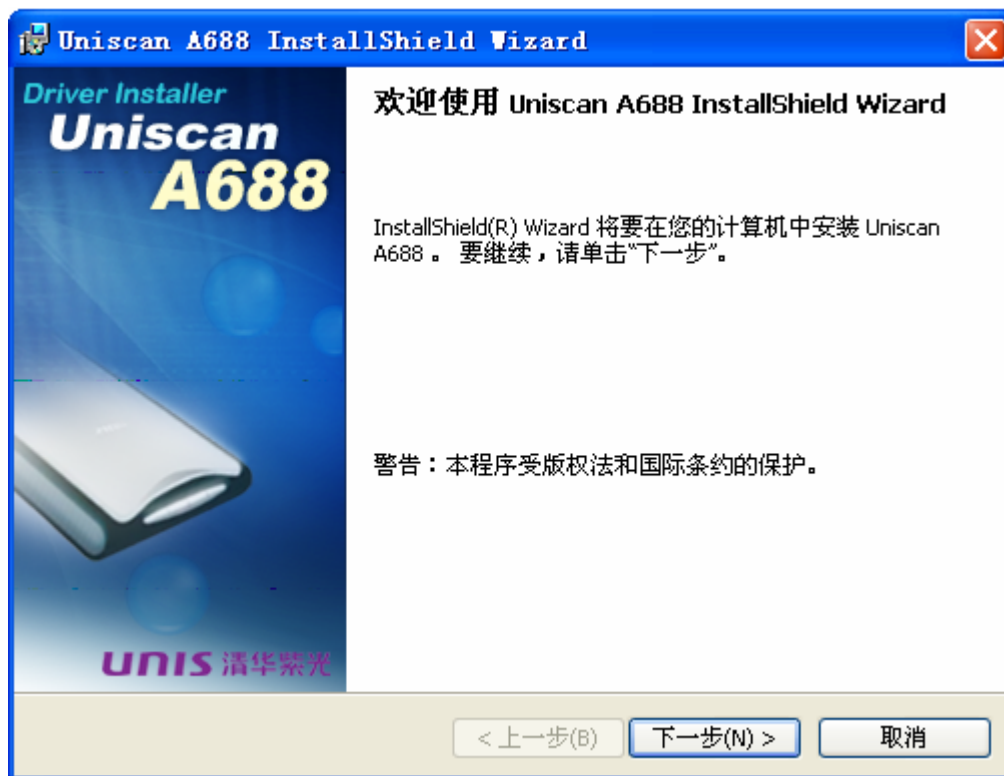 Uniscan A688 InstallShield Wizard
Driver Installer
Uniscan
A688
欢迎使用 Uniscan A688 InstallShield Wizard
InstallShield(R) Wizard 将要在您的计算机中安装 Uniscan
A688 。 要继续，请单击“下一步”。
警告：本程序受版权法和国际条约的保护。
UNIS 清华紫光
< 上一步(B)
下一步(N) >
取消